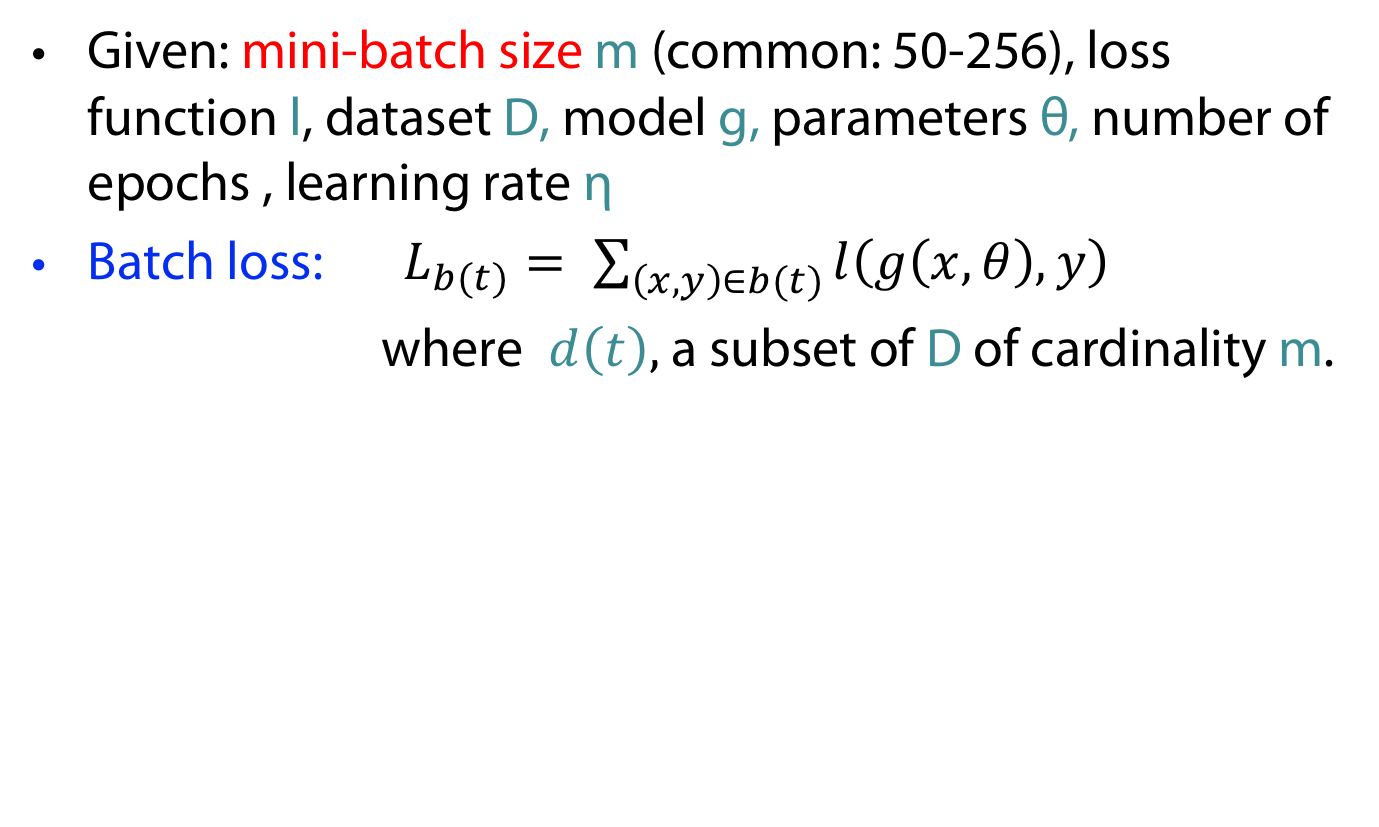 • Given: mini-batch size m (common: 50-256), loss
function l, dataset D, model g, parameters θ, number of
epochs , learning rate η
• Batch loss: L_{b(t)} = ∑_{(x,y)∈b(t)} l(g(x, θ), y)
where d(t), a subset of D of cardinality m.